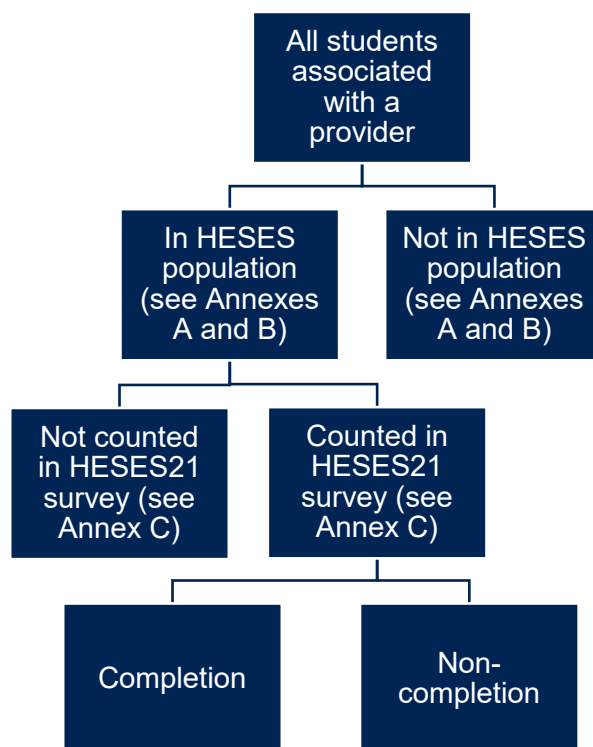 All students
associated
with a
provider
In HESES
population
(see Annexes
A and B)
Not in HESES
population
(see Annexes
A and B)
Not counted
in HESES21
survey (see
Annex C)
Counted in
HESES21
survey (see
Annex C)
Completion
Non-
completion